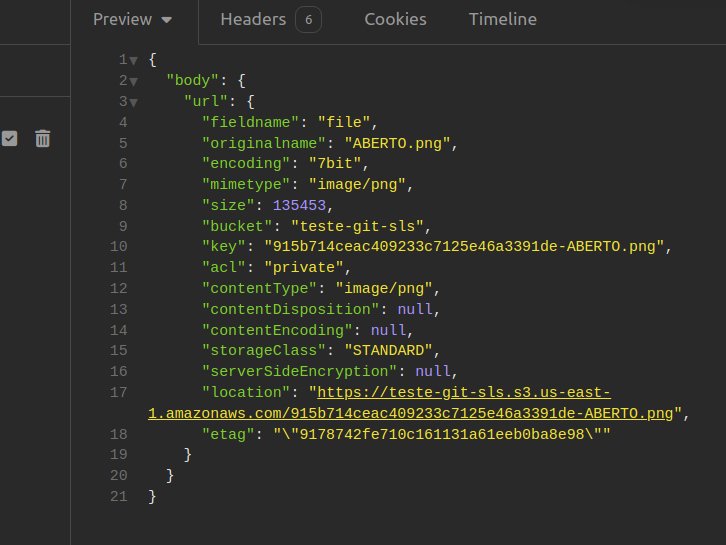 Preview Headers 6 Cookies Timeline
1 {
2 "body": {
3 "url": {
4 "fieldname": "file",
5 "originalname": "ABERTO.png",
6 "encoding": "7bit",
7 "mimetype": "image/png",
8 "size": 135453,
9 "bucket": "teste-git-sls",
10 "key": "915b714ceac409233c7125e46a3391de-ABERTO.png",
11 "acl": "private",
12 "contentType": "image/png",
13 "contentDisposition": null,
14 "contentEncoding": null,
15 "storageClass": "STANDARD",
16 "serverSideEncryption": null,
17 "location": "https://teste-git-sls.s3.us-east-
1.amazonaws.com/915b714ceac409233c7125e46a3391de-ABERTO.png",
18 "etag": "\"9178742fe710c161131a61eeb0ba8e98\""
19 }
20 }
21 }